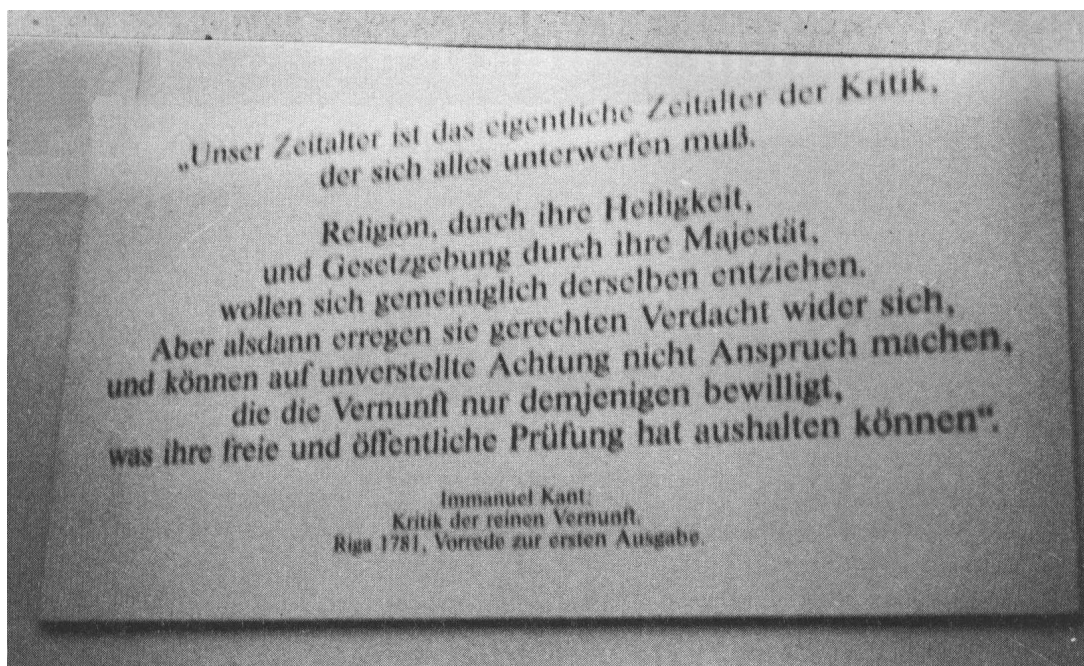 „Unser Zeitalter ist das eigentliche Zeitalter der Kritik,
der sich alles unterwerfen muß.
Religion, durch ihre Heiligkeit,
und Gesetzgebung durch ihre Majestät,
wollen sich gemeiniglich derselben entziehen.
Aber alsdann erregen sie gerechten Verdacht wider sich,
und können auf unverstellte Achtung nicht Anspruch machen,
die die Vernunft nur demjenigen bewilligt,
was ihre freie und öffentliche Prüfung hat aushalten können“.
Immanuel Kant:
Kritik der reinen Vernunft,
Riga 1781, Vorrede zur ersten Ausgabe.